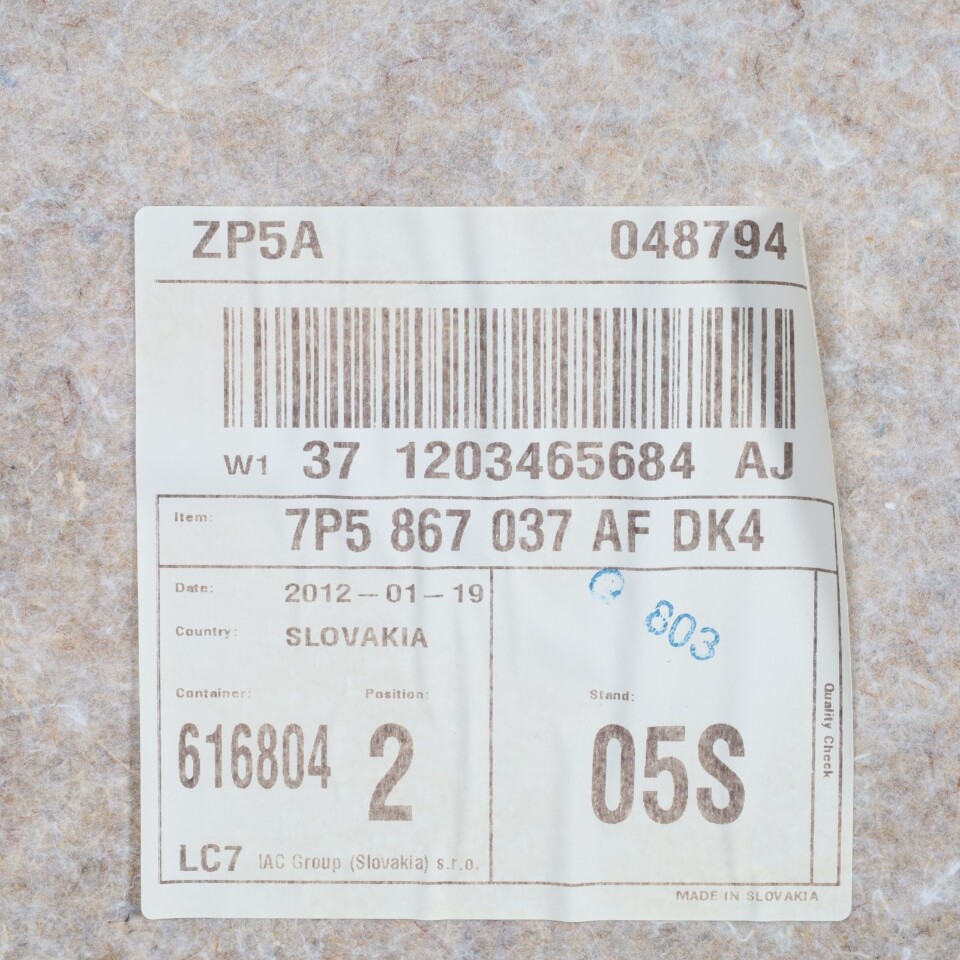 ZP5A 048794
W1 37 1203465684 AJ
Item: 7P5 867 037 AF DK4
Date: 2012-01-19
Country: SLOVAKIA
C 803
Container: Position: Stand:
616804 2 05S
Quality Check
LC7 IAC Group (Slovakia) s.r.o.
MADE IN SLOVAKIA